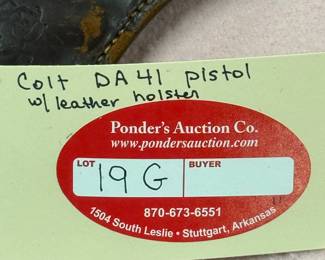 Colt DA 41 pistol
w/ leather holster
Ponder's Auction Co.
www.pondersauction.com
LOT BUYER
19 G
870-673-6551
1504 South Leslie • Stuttgart, Arkansas